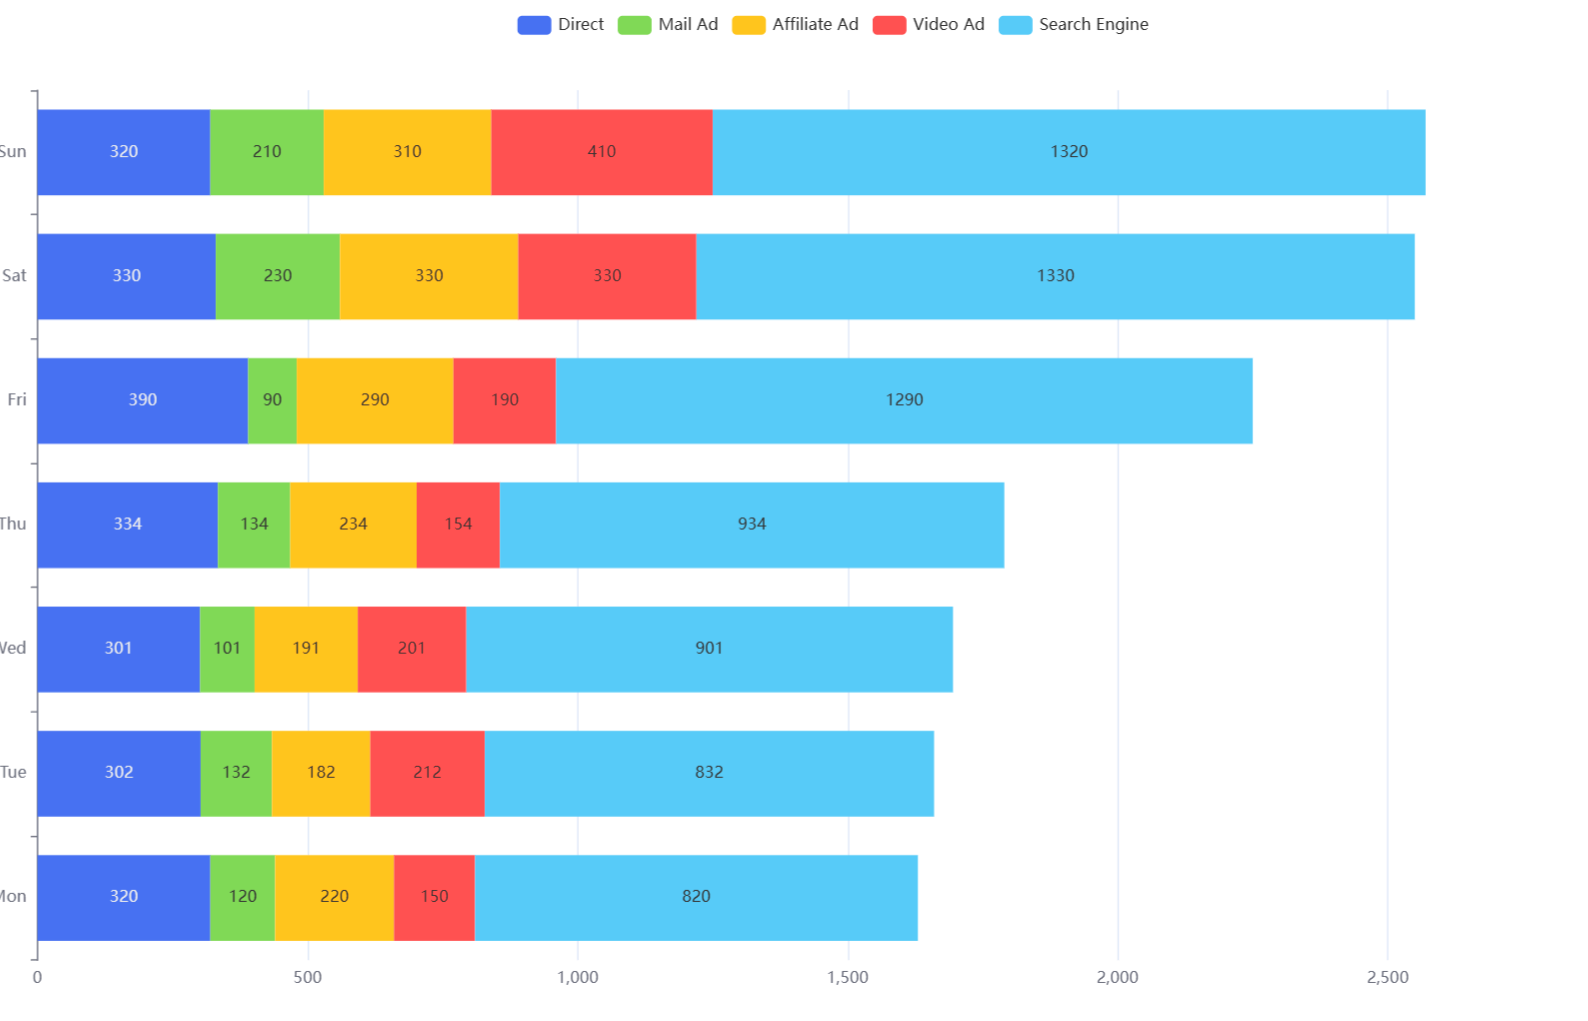 Direct Mail Ad Affiliate Ad Video Ad Search Engine
Sun 320 210 310 410 1320
Sat 330 230 330 330 1330
Fri 390 90 290 190 1290
Thu 334 134 234 154 934
Wed 301 101 191 201 901
Tue 302 132 182 212 832
Mon 320 120 220 150 820
0 500 1,000 1,500 2,000 2,500